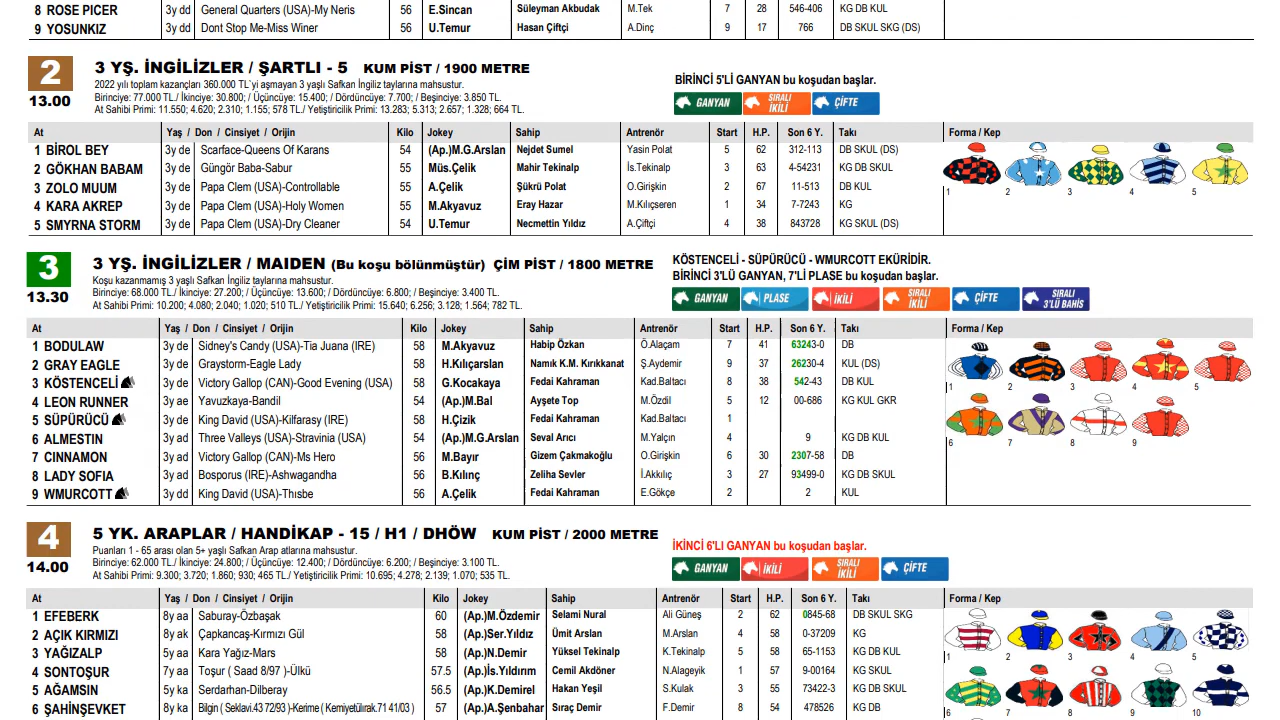 8 ROSE PICER 3y dd General Quarters (USA)-My Neris 56 E.Sincan Süleyman Akbudak M.Tek 7 28 546-406 KG DB KUL
9 YOSUNKIZ 3y dd Dont Stop Me-Miss Winer 56 U.Temur Hasan Çiftçi A.Dinç 9 17 766 DB KUL SKG (DS)
2 3 YŞ. İNGİLİZLER / ŞARTLI - 5 KUM PİST / 1900 METRE
13.00
2022 yılı toplam kazançları 360.000 TL`yi aşmayan 3 yaşlı Safkan İngiliz taylarına mahsustur.
Birinciye: 77.000 TL./ İkinciye: 30.800; / Üçüncüye: 15.400; / Dördüncüye: 7.700; / Beşinciye: 3.850 TL.
At Sahibi Primi: 11.550; 4.620; 2.310; 1.155; 578 TL./ Yetiştiricilik Primi: 13.283; 5.313; 2.657; 1.328; 664 TL.
BİRİNCİ 5'Lİ GANYAN bu koşudan başlar.
GANYAN SIRALI İKİLİ ÇİFTE
At Yaş / Don / Cinsiyet / Orijin Kilo Jokey Sahip Antrenör Start H.P. Son 6 Y. Takı Forma / Kep
1 BİROL BEY 3y de Scarface-Queens Of Karans 54 (Ap.)M.G.Arslan Nejdet Sumel Yasin Polat 5 62 312-113 DB SKUL (DS)
2 GÖKHAN BABAM 3y de Güngör Baba-Sabur 55 Müs.Çelik Mahir Tekinalp İs.Tekinalp 3 63 4-54231 KG DB SKUL
3 ZOLO MUUM 3y de Papa Clem (USA)-Controllable 55 A.Çelik Şükrü Polat O.Girişkin 2 67 11-513 DB KUL
4 KARA AKREP 3y de Papa Clem (USA)-Holy Women 55 M.Akyavuz Eray Hazar M.Kılıçseren 1 34 7-7243 KG
5 SMYRNA STORM 3y de Papa Clem (USA)-Dry Cleaner 54 U.Temur Necmettin Yıldız A.Çiftçi 4 38 843728 KG SKUL (DS)
1 2 3 4 5
3 3 YŞ. İNGİLİZLER / MAIDEN (Bu koşu bölünmüştür) ÇİM PİST / 1800 METRE
13.30
Koşu kazanmamış 3 yaşlı Safkan İngiliz taylarına mahsustur.
Birinciye: 68.000 TL./ İkinciye: 27.200; / Üçüncüye: 13.600; / Dördüncüye: 6.800; / Beşinciye: 3.400 TL.
At Sahibi Primi: 10.200; 4.080; 2.040; 1.020; 510 TL./ Yetiştiricilik Primi: 15.640; 6.256; 3.128; 1.564; 782 TL.
KÖSTENCELİ - SÜPÜRÜCÜ - WMURCOTT EKÜRİDİR.
BİRİNCİ 3'LÜ GANYAN, 7'Lİ PLASE bu koşudan başlar.
GANYAN PLASE İKİLİ SIRALI İKİLİ ÇİFTE SIRALI 3'LÜ BAHİS
At Yaş / Don / Cinsiyet / Orijin Kilo Jokey Sahip Antrenör Start H.P. Son 6 Y. Takı Forma / Kep
1 BODULAW 3y de Sidney's Candy (USA)-Tia Juana (IRE) 58 M.Akyavuz Habip Özkan Ö.Alaçam 7 41 63243-0 DB
2 GRAY EAGLE 3y de Graystorm-Eagle Lady 58 H.Kılıçarslan Namık K.M. Kırıkkanat Ş.Aydemir 9 37 26230-4 KUL (DS)
3 KÖSTENCELİ 3y de Victory Gallop (CAN)-Good Evening (USA) 58 G.Kocakaya Fedai Kahraman Kad.Baltacı 8 38 542-43 DB KUL
4 LEON RUNNER 3y ae Yavuzkaya-Bandil 54 (Ap.)M.Bal Ayşete Top M.Özdil 5 12 00-686 KG KUL GKR
5 SÜPÜRÜCÜ 3y de King David (USA)-Kilfarasy (IRE) 58 H.Çizik Fedai Kahraman Kad.Baltacı 1
6 ALMESTIN 3y ad Three Valleys (USA)-Stravinia (USA) 54 (Ap.)M.G.Arslan Seval Arıcı M.Yalçın 4 9 KG DB KUL
7 CINNAMON 3y ad Victory Gallop (CAN)-Ms Hero 56 M.Bayır Gizem Çakmakoğlu O.Girişkin 6 30 2307-58 DB
8 LADY SOFIA 3y ad Bosporus (IRE)-Ashwagandha 56 B.Kılınç Zeliha Sevler İ.Akkılıç 3 27 93499-0 KG DB SKUL
9 WMURCOTT 3y dd King David (USA)-Thısbe 56 A.Çelik Fedai Kahraman E.Gökçe 2 2 KUL
1 2 3 4 5
6 7 8 9
4 5 YK. ARAPLAR / HANDİKAP - 15 / H1 / DHÖW KUM PİST / 2000 METRE
14.00
Puanları 1 - 65 arası olan 5+ yaşlı Safkan Arap atlarına mahsustur.
Birinciye: 62.000 TL./ İkinciye: 24.800; / Üçüncüye: 12.400; / Dördüncüye: 6.200; / Beşinciye: 3.100 TL.
At Sahibi Primi: 9.300; 3.720; 1.860; 930; 465 TL./ Yetiştiricilik Primi: 10.695; 4.278; 2.139; 1.070; 535 TL.
İKİNCİ 6'LI GANYAN bu koşudan başlar.
GANYAN İKİLİ SIRALI İKİLİ ÇİFTE
At Yaş / Don / Cinsiyet / Orijin Kilo Jokey Sahip Antrenör Start H.P. Son 6 Y. Takı Forma / Kep
1 EFEBERK 8y aa Saburay-Özbaşak 60 (Ap.)M.Özdemir Selami Nural Ali Güneş 2 62 0845-68 DB SKUL SKG
2 AÇIK KIRMIZI 8y ak Çapkancaş-Kırmızı Gül 58 (Ap.)Ser.Yıldız Ümit Arslan M.Arslan 4 58 0-37209 KG
3 YAĞIZALP 5y aa Kara Yağız-Mars 58 (Ap.)N.Demir Yüksel Tekinalp K.Tekinalp 5 58 65-1153 KG DB KUL
4 SONTOŞUR 7y aa Toşur ( Saad 8/97 )-Ülkü 57.5 (Ap.)İs.Yıldırım Cemil Akdöner N.Alageyik 1 57 9-00164 KG SKUL
5 AĞAMSIN 5y ka Serdarhan-Dilberay 56.5 (Ap.)K.Demirel Hakan Yeşil S.Kulak 3 55 73422-3 KG DB SKUL
6 ŞAHİNŞEVKET 8y ka Bilgin ( Seklavi.43 72/93 )-Kerime ( Kemiyetülırak.71 41/03 ) 57 (Ap.)A.Şenbahar Sıraç Demir F.Demir 8 54 478526 KG DB
1 2 3 4 5
6 7 8 9 10